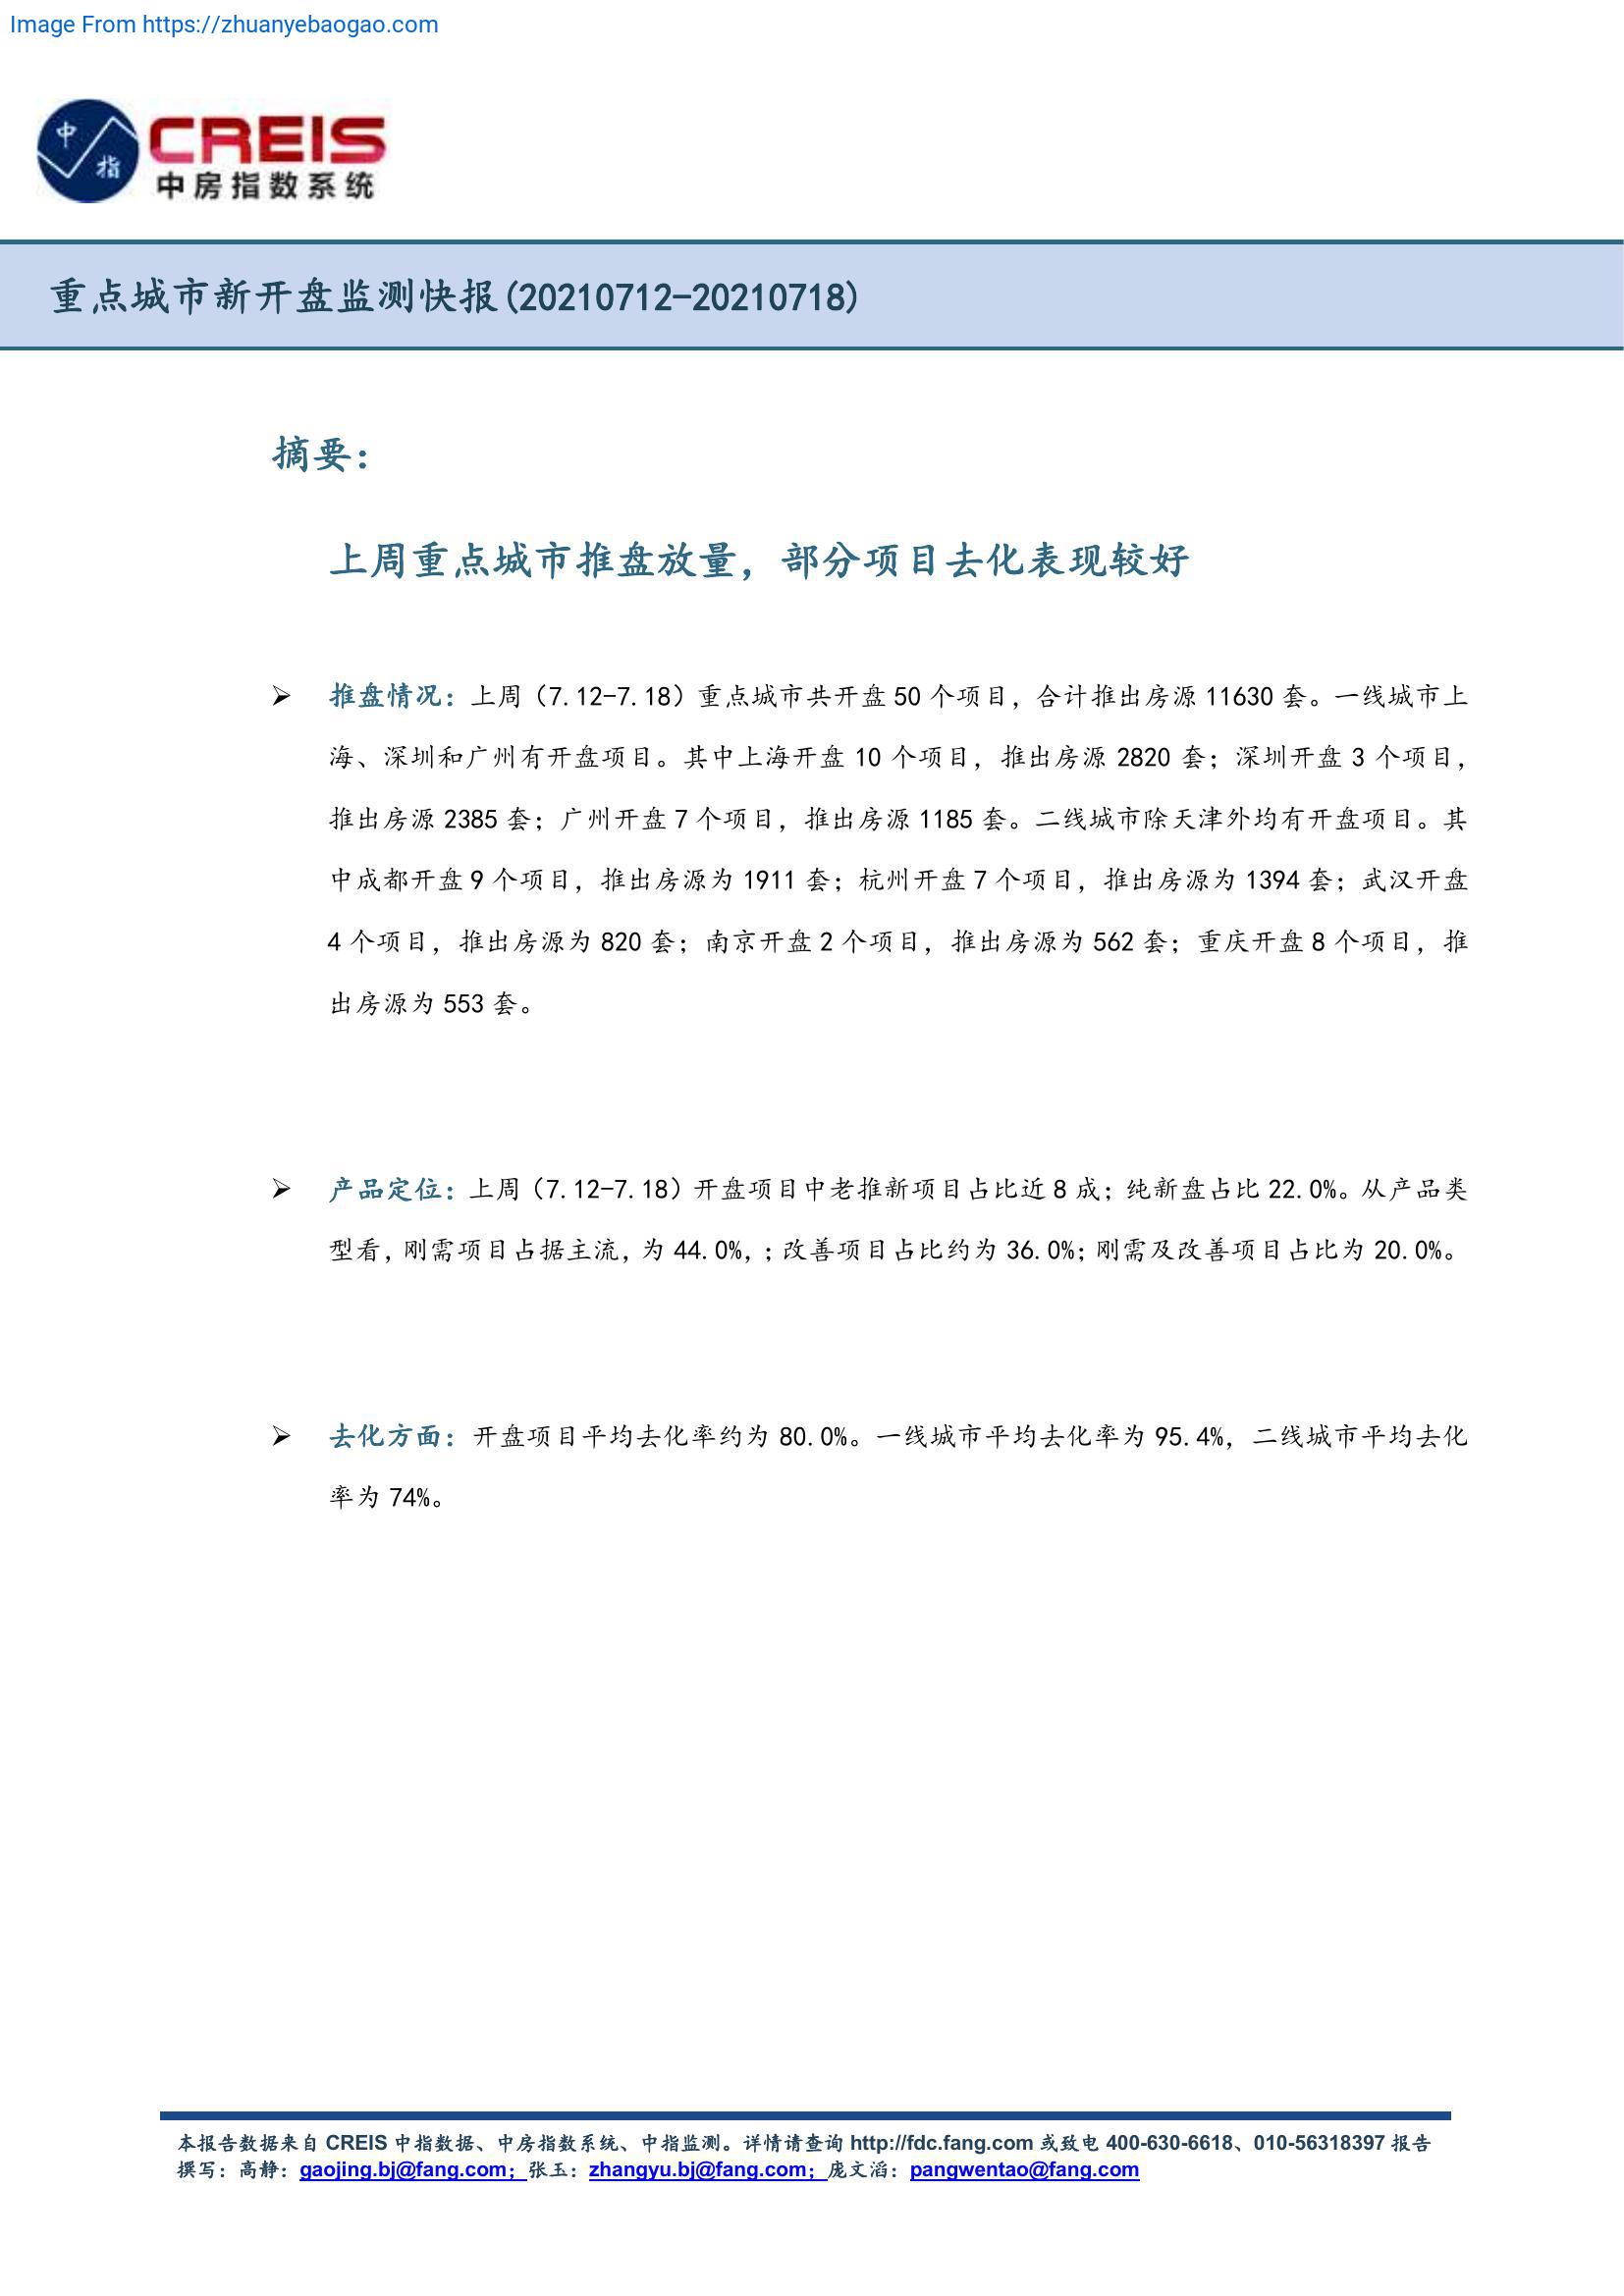 Image From https://zhuanyebaogao.com
中
指
CREIS
中房指数系统
重点城市新开盘监测快报(20210712-20210718)
摘要：
上周重点城市推盘放量，部分项目去化表现较好
➢ 推盘情况：上周（7.12-7.18）重点城市共开盘 50 个项目，合计推出房源 11630 套。一线城市上
海、深圳和广州有开盘项目。其中上海开盘 10 个项目，推出房源 2820 套；深圳开盘 3 个项目，
推出房源 2385 套；广州开盘 7 个项目，推出房源 1185 套。二线城市除天津外均有开盘项目。其
中成都开盘 9 个项目，推出房源为 1911 套；杭州开盘 7 个项目，推出房源为 1394 套；武汉开盘
4 个项目，推出房源为 820 套；南京开盘 2 个项目，推出房源为 562 套；重庆开盘 8 个项目，推
出房源为 553 套。
➢ 产品定位：上周（7.12-7.18）开盘项目中老推新项目占比近 8 成；纯新盘占比 22.0%。从产品类
型看，刚需项目占据主流，为 44.0%，；改善项目占比约为 36.0%；刚需及改善项目占比为 20.0%。
➢ 去化方面：开盘项目平均去化率约为 80.0%。一线城市平均去化率为 95.4%，二线城市平均去化
率为 74%。
本报告数据来自 CREIS 中指数据、中房指数系统、中指监测。详情请查询 http://fdc.fang.com 或致电 400-630-6618、010-56318397 报告
撰写：高静：gaojing.bj@fang.com；张玉：zhangyu.bj@fang.com；庞文滔：pangwentao@fang.com